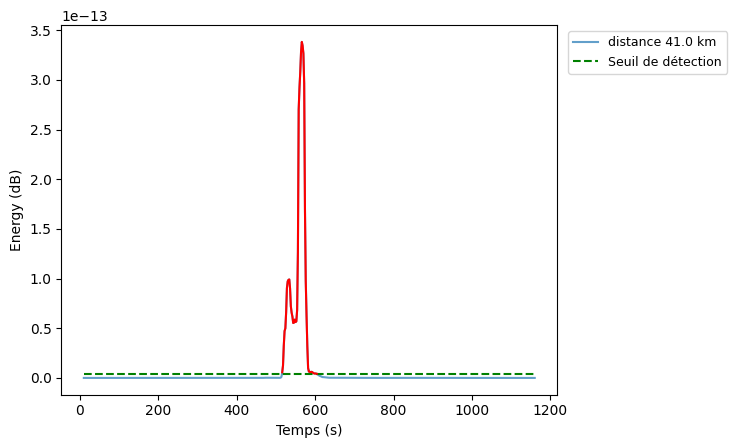 1e−13
3.5
3.0
2.5
2.0
1.5
1.0
0.5
0.0
Energy (dB)
0 200 400 600 800 1000 1200
Temps (s)
distance 41.0 km
Seuil de détection